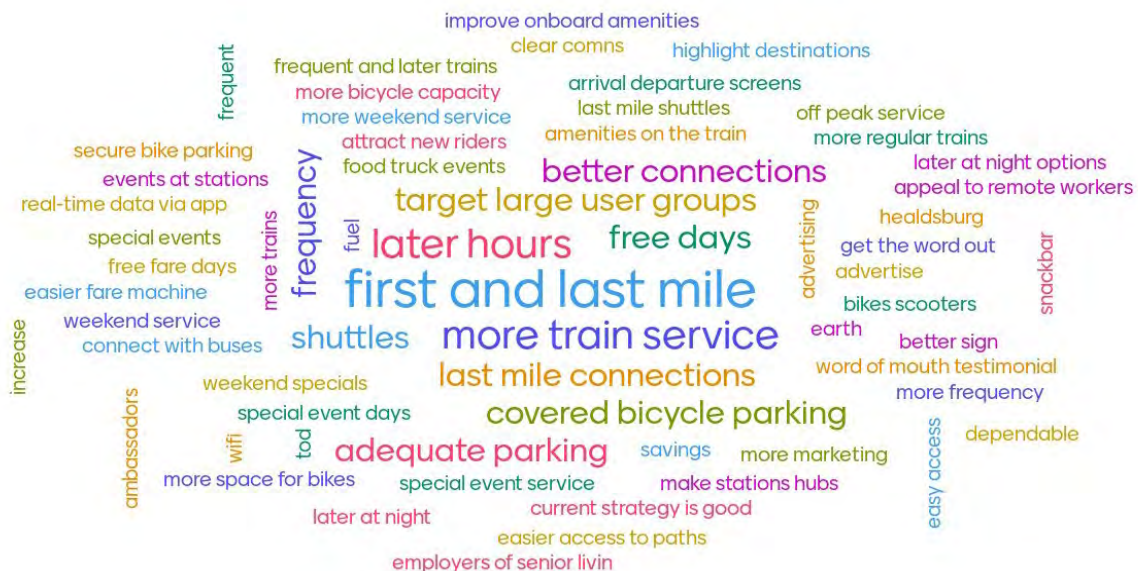 improve onboard amenities
clear comns
highlight destinations
frequent
frequent and later trains
arrival departure screens
more bicycle capacity
last mile shuttles
off peak service
more weekend service
amenities on the train
more regular trains
attract new riders
secure bike parking
food truck events
better connections
later at night options
events at stations
appeal to remote workers
real-time data via app
target large user groups
healdsburg
frequency
fuel
advertising
special events
later hours
free days
get the word out
more trains
free fare days
advertise
snackbar
easier fare machine
first and last mile
bikes scooters
weekend service
shuttles
more train service
earth
better sign
connect with buses
increase
last mile connections
word of mouth testimonial
weekend specials
more frequency
special event days
covered bicycle parking
ambassadors
wifi
tod
adequate parking
savings
more marketing
easy access
dependable
more space for bikes
special event service
make stations hubs
later at night
current strategy is good
easier access to paths
employers of senior livin